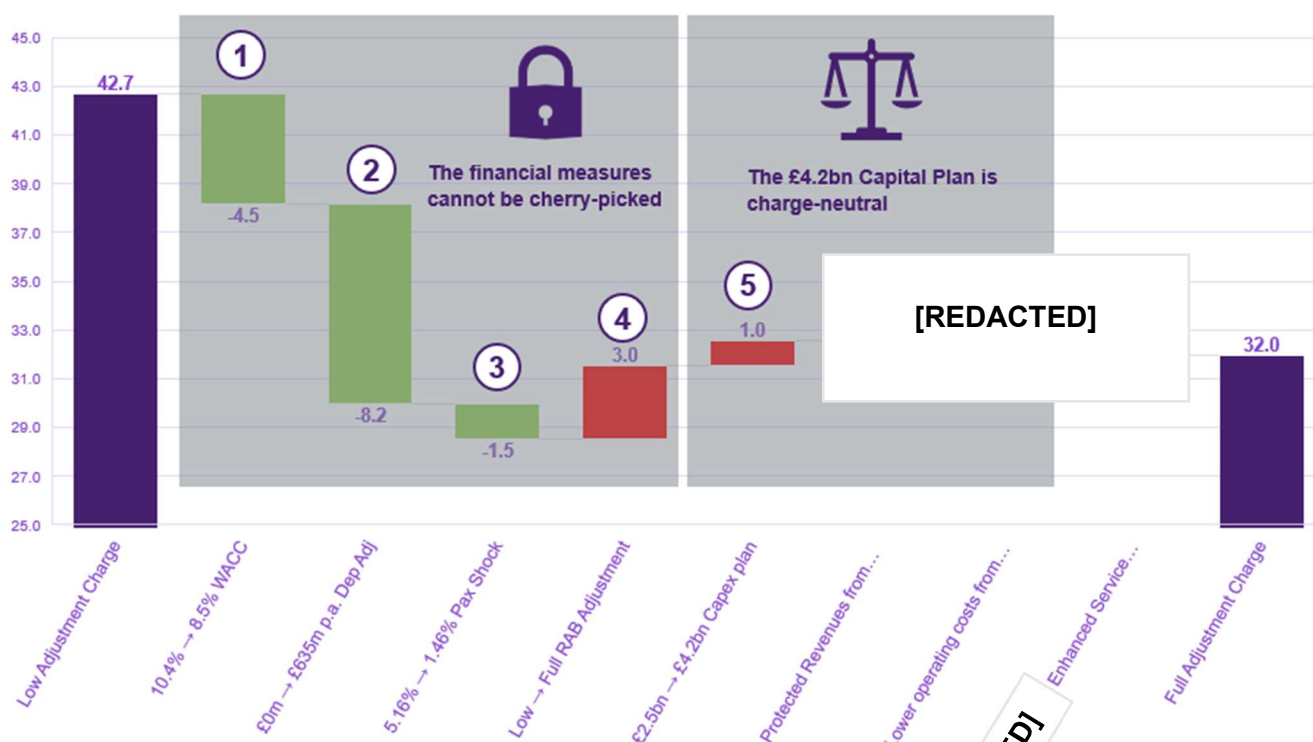 45.0
43.0
41.0
39.0
37.0
35.0
33.0
31.0
29.0
27.0
25.0
42.7
1
-4.5
2
-8.2
3
-1.5
4
3.0
5
1.0
32.0
The financial measures
cannot be cherry-picked
The £4.2bn Capital Plan is
charge-neutral
[REDACTED]
Low Adjustment Charge
10.4% → 8.5% WACC
£0m → £635m p.a. Dep Adj
5.16% → 1.46% Pax Shock
Low → Full RAB Adjustment
£2.5bn → £4.2bn Capex plan
Protected Revenues from...
Lower operating costs from...
Enhanced Service...
Full Adjustment Charge